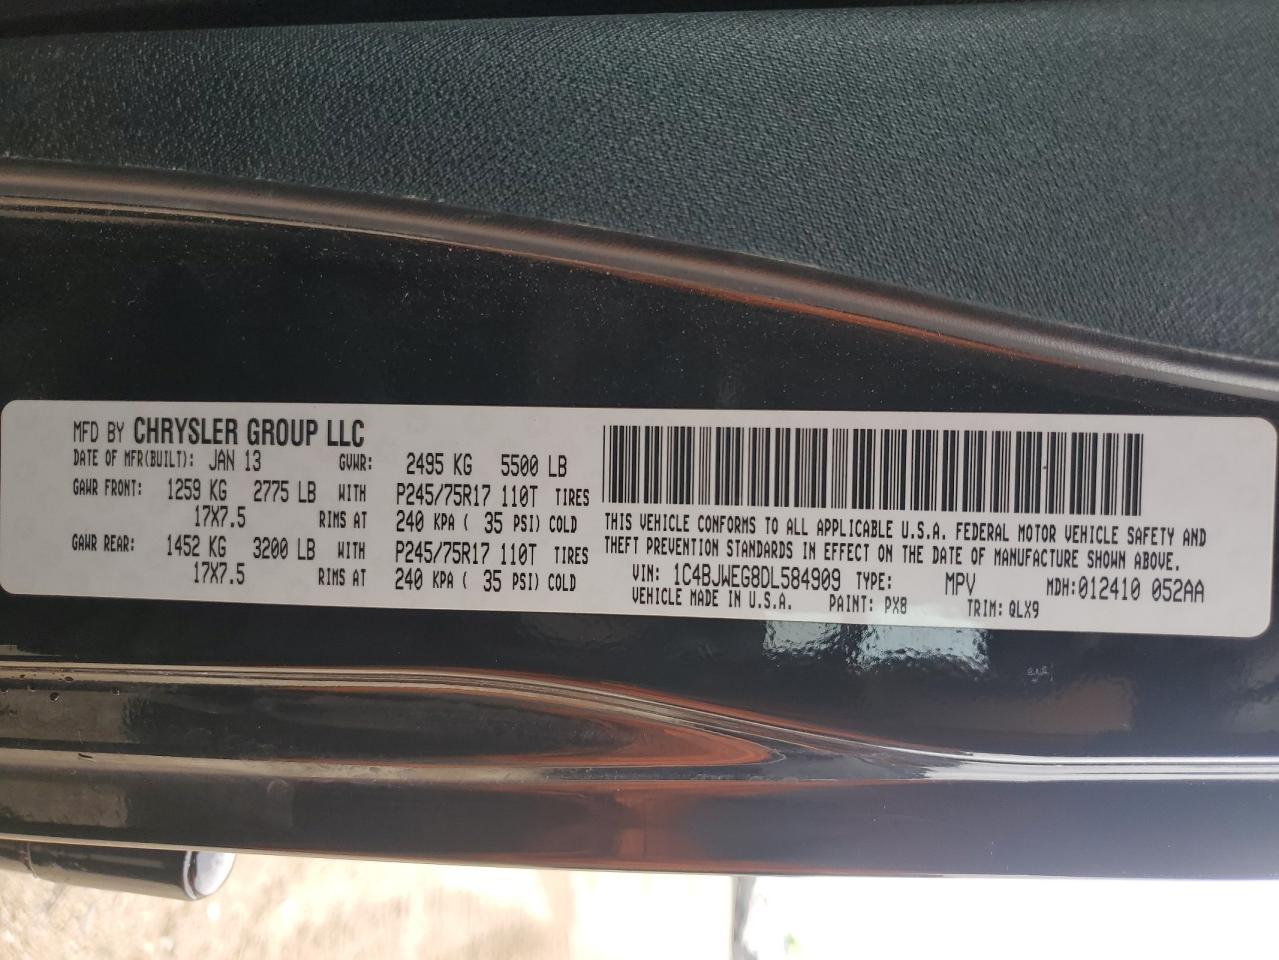 MFD BY CHRYSLER GROUP LLC
DATE OF MFR(BUILT): JAN 13 GVWR: 2495 KG 5500 LB
GAWR FRONT: 1259 KG 2775 LB WITH P245/75R17 110T TIRES
17X7.5 RIMS AT 240 KPA ( 35 PSI) COLD
GAWR REAR: 1452 KG 3200 LB WITH P245/75R17 110T TIRES
17X7.5 RIMS AT 240 KPA ( 35 PSI) COLD
THIS VEHICLE CONFORMS TO ALL APPLICABLE U.S.A. FEDERAL MOTOR VEHICLE SAFETY AND
THEFT PREVENTION STANDARDS IN EFFECT ON THE DATE OF MANUFACTURE SHOWN ABOVE.
VIN: 1C4BJWEG8DL584909 TYPE: MPV MDH:012410 052AA
VEHICLE MADE IN U.S.A. PAINT: PX8 TRIM: QLX9